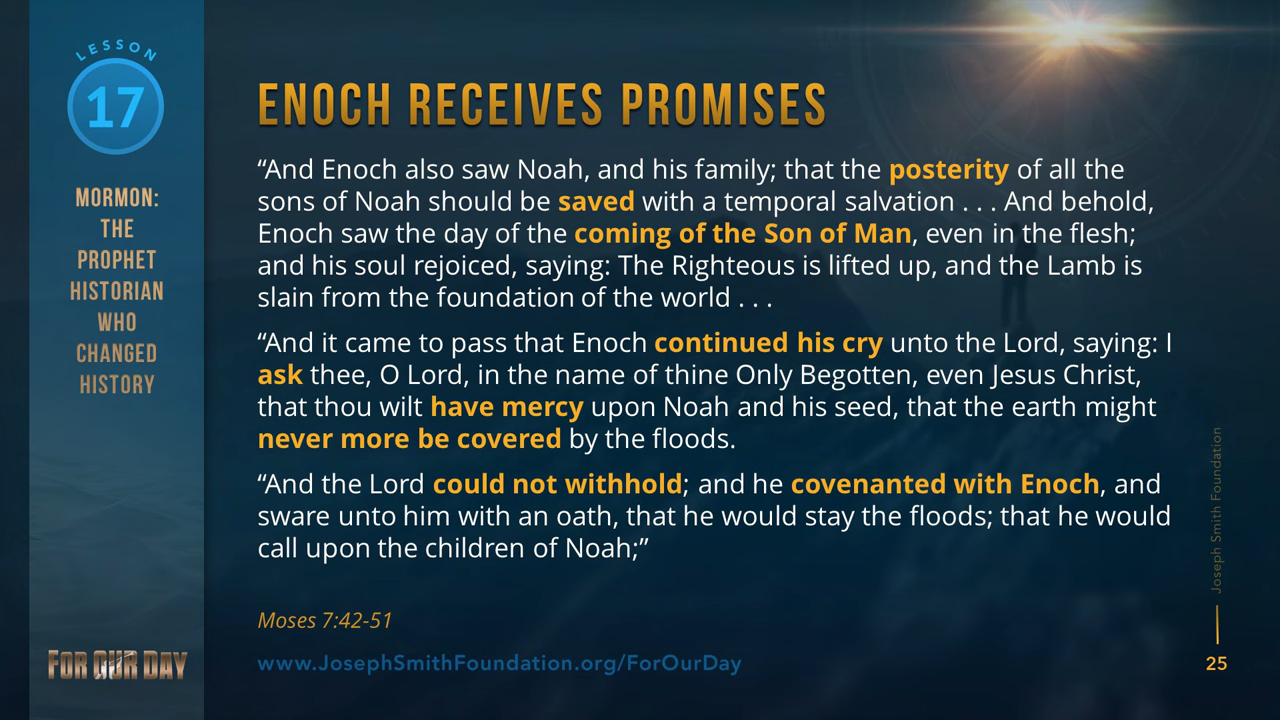 LESSON
17
MORMON:
THE
PROPHET
HISTORIAN
WHO
CHANGED
HISTORY
FOR OUR DAY
ENOCH RECEIVES PROMISES
“And Enoch also saw Noah, and his family; that the posterity of all the
sons of Noah should be saved with a temporal salvation . . . And behold,
Enoch saw the day of the coming of the Son of Man, even in the flesh;
and his soul rejoiced, saying: The Righteous is lifted up, and the Lamb is
slain from the foundation of the world . . .
“And it came to pass that Enoch continued his cry unto the Lord, saying: I
ask thee, O Lord, in the name of thine Only Begotten, even Jesus Christ,
that thou wilt have mercy upon Noah and his seed, that the earth might
never more be covered by the floods.
“And the Lord could not withhold; and he covenanted with Enoch, and
sware unto him with an oath, that he would stay the floods; that he would
call upon the children of Noah;”
Moses 7:42-51
www.JosephSmithFoundation.org/ForOurDay
Joseph Smith Foundation
25